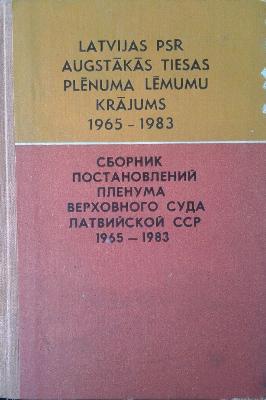 LATVIJAS PSR
AUGSTĀKĀS TIESAS
PLĒNUMA LĒMUMU
KRĀJUMS
1965 – 1983
СБОРНИК
ПОСТАНОВЛЕНИЙ
ПЛЕНУМА
ВЕРХОВНОГО СУДА
ЛАТВИЙСКОЙ ССР
1965 — 1983